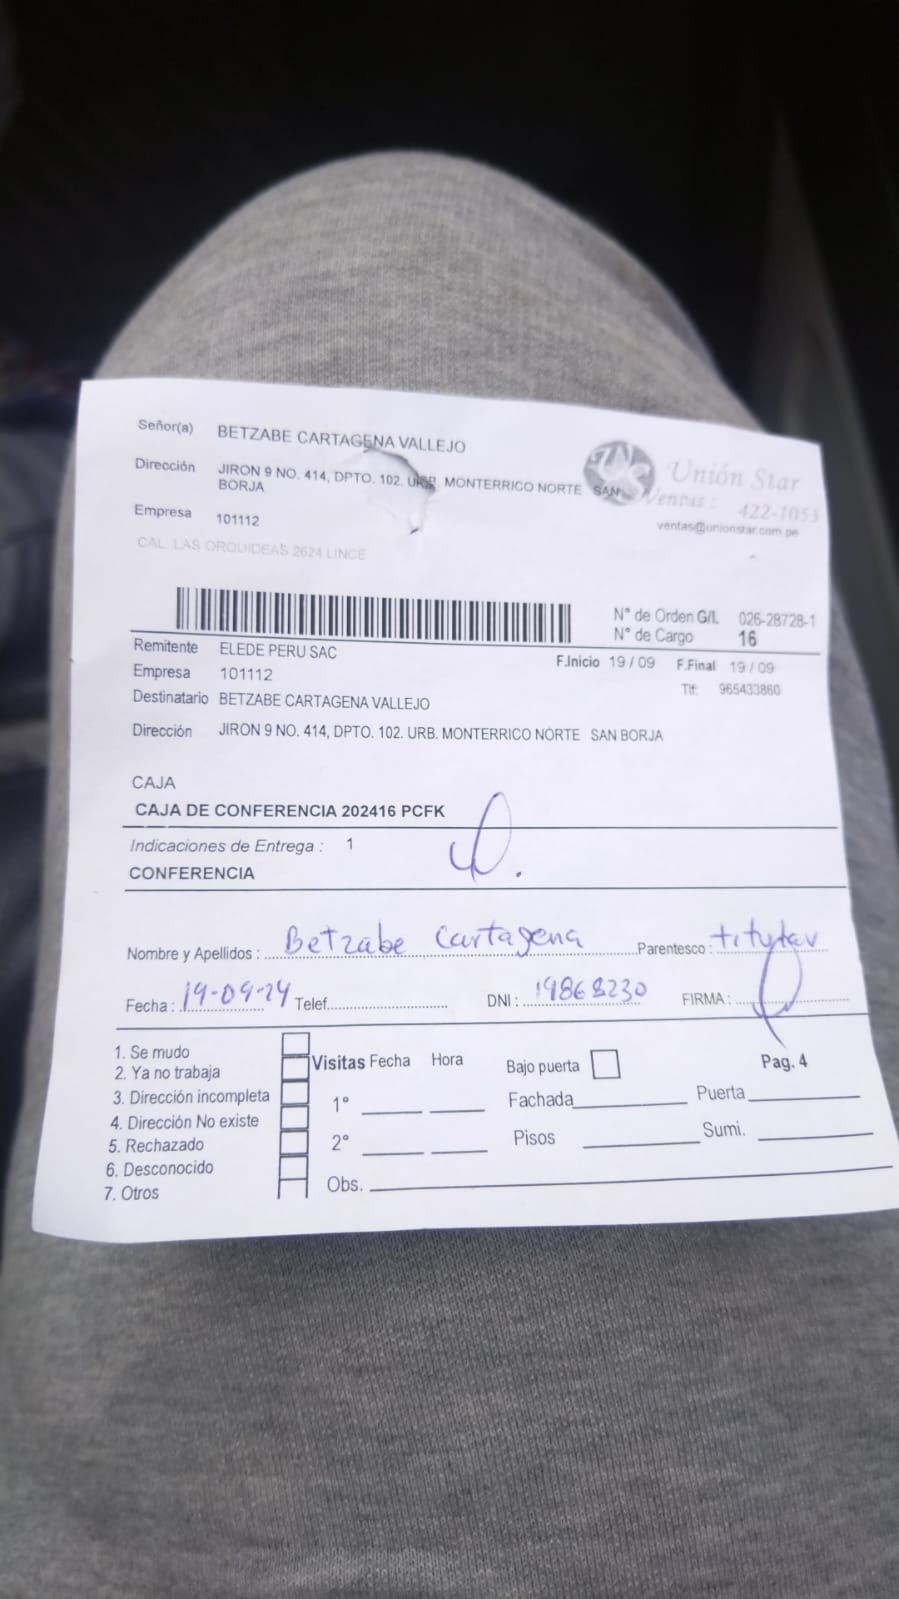 Señor(a) BETZABE CARTAGENA VALLEJO
Dirección JIRON 9 NO. 414, DPTO. 102. URB. MONTERRICO NORTE SAN
BORJA
Empresa 101112
CAL. LAS ORQUIDEAS 2624 LINCE
US Unión Star
Ventas : 422-1053
ventas@unionstar.com.pe
N° de Orden G/I. 026-28728-1
N° de Cargo 16
Remitente ELEDE PERU SAC
F.Inicio 19 / 09 F.Final 19 / 09
Empresa 101112
Tlf: 965433860
Destinatario BETZABE CARTAGENA VALLEJO
Dirección JIRON 9 NO. 414, DPTO. 102. URB. MONTERRICO NORTE SAN BORJA
CAJA
CAJA DE CONFERENCIA 202416 PCFK
Indicaciones de Entrega : 1
CONFERENCIA
Nombre y Apellidos : Betzabe Cartagena Parentesco :
Fecha : 19-09-24 Telef. DNI : 19868230 FIRMA :
1. Se mudo
2. Ya no trabaja
3. Dirección incompleta
4. Dirección No existe
5. Rechazado
6. Desconocido
7. Otros
Visitas Fecha Hora
1°
2°
Obs.
Bajo puerta
Fachada
Pisos
Pag. 4
Puerta
Sumi.